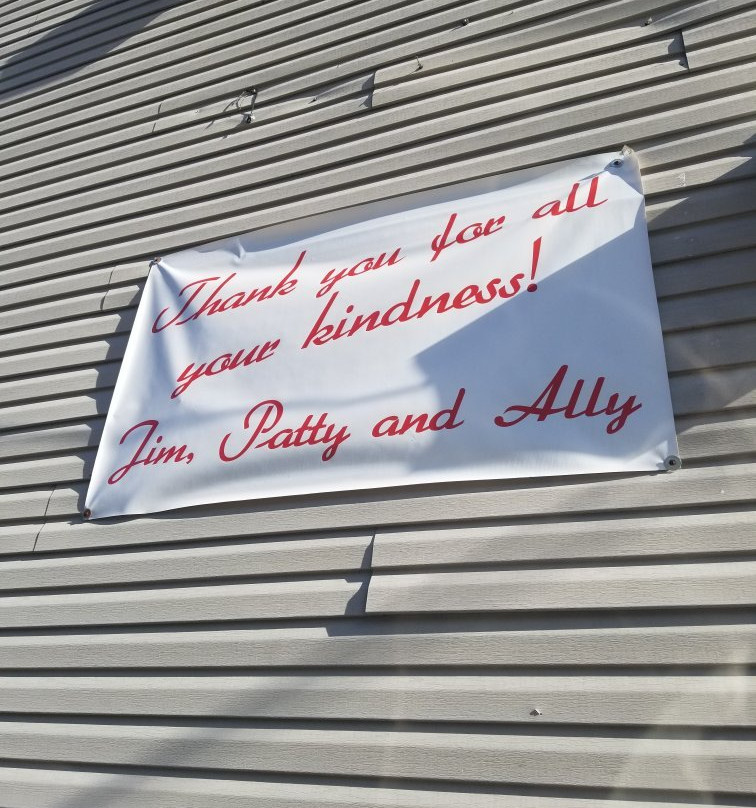 Thank you for all
your kindness!
Jim, Patty and Ally